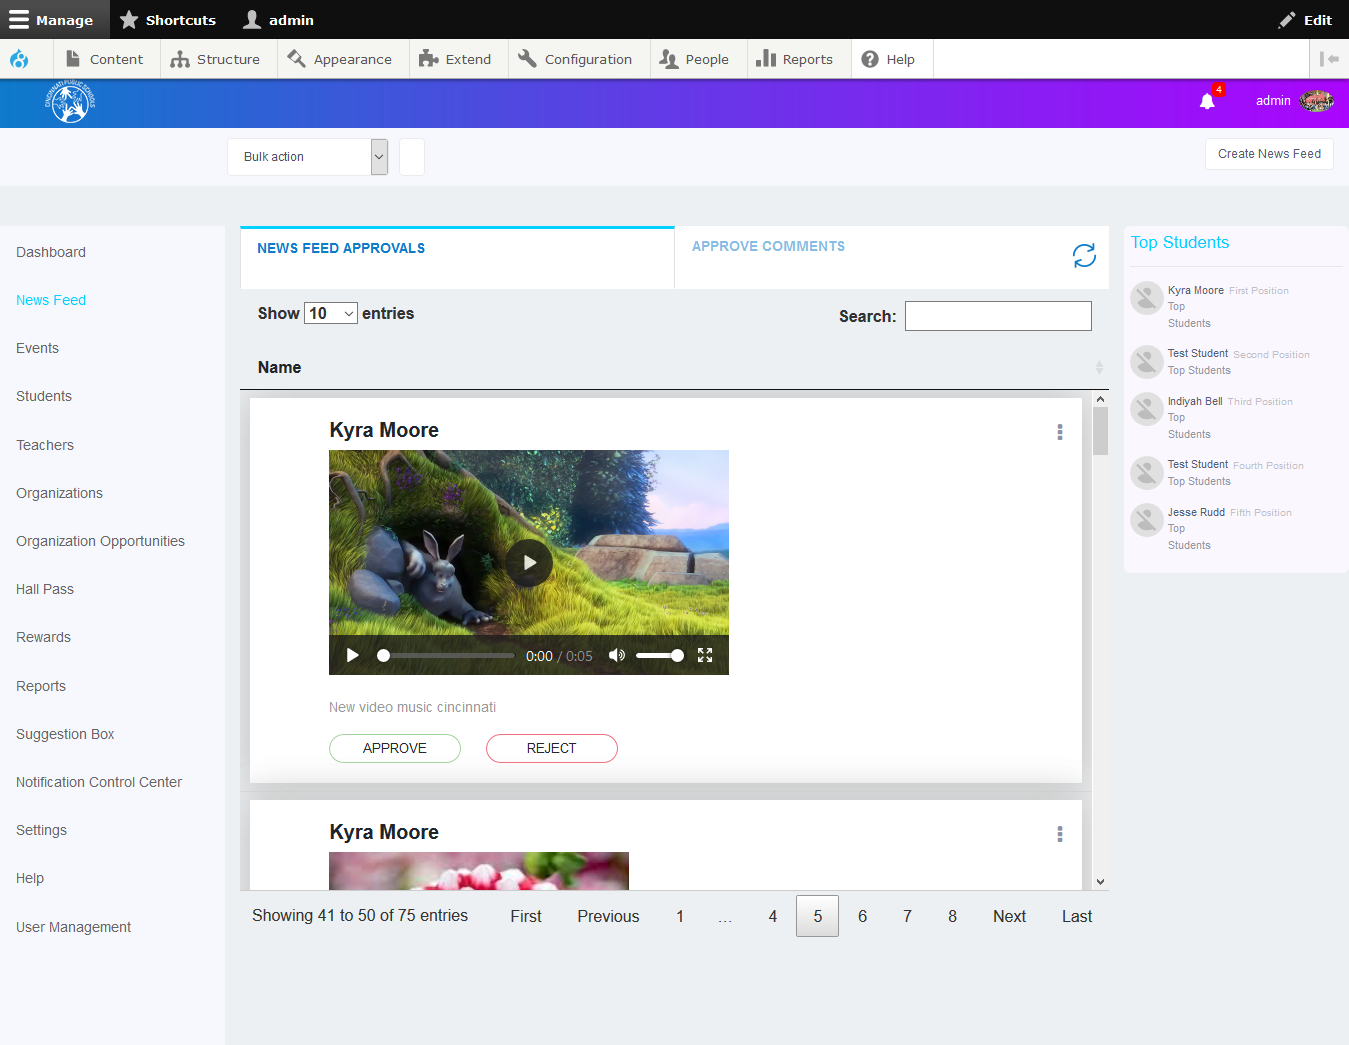 Manage
Shortcuts
admin
Edit
Content
Structure
Appearance
Extend
Configuration
People
Reports
Help
CINCINNATI PUBLIC SCHOOLS
4
admin
Bulk action
Create News Feed
Dashboard
News Feed
Events
Students
Teachers
Organizations
Organization Opportunities
Hall Pass
Rewards
Reports
Suggestion Box
Notification Control Center
Settings
Help
User Management
NEWS FEED APPROVALS
APPROVE COMMENTS
Show 10 entries
Search:
Name
Kyra Moore
0:00 / 0:05
New video music cincinnati
APPROVE
REJECT
Kyra Moore
Showing 41 to 50 of 75 entries
First
Previous
1
…
4
5
6
7
8
Next
Last
Top Students
Kyra Moore First Position
Top
Students
Test Student Second Position
Top Students
Indiyah Bell Third Position
Top
Students
Test Student Fourth Position
Top Students
Jesse Rudd Fifth Position
Top
Students